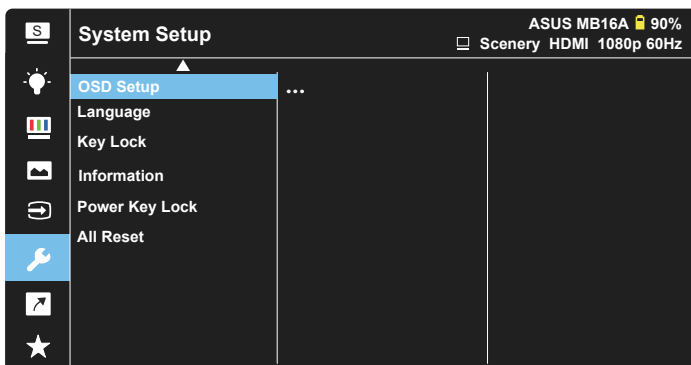 S
System Setup
ASUS MB16A 90%
Scenery HDMI 1080p 60Hz
OSD Setup ...
Language
Key Lock
Information
Power Key Lock
All Reset